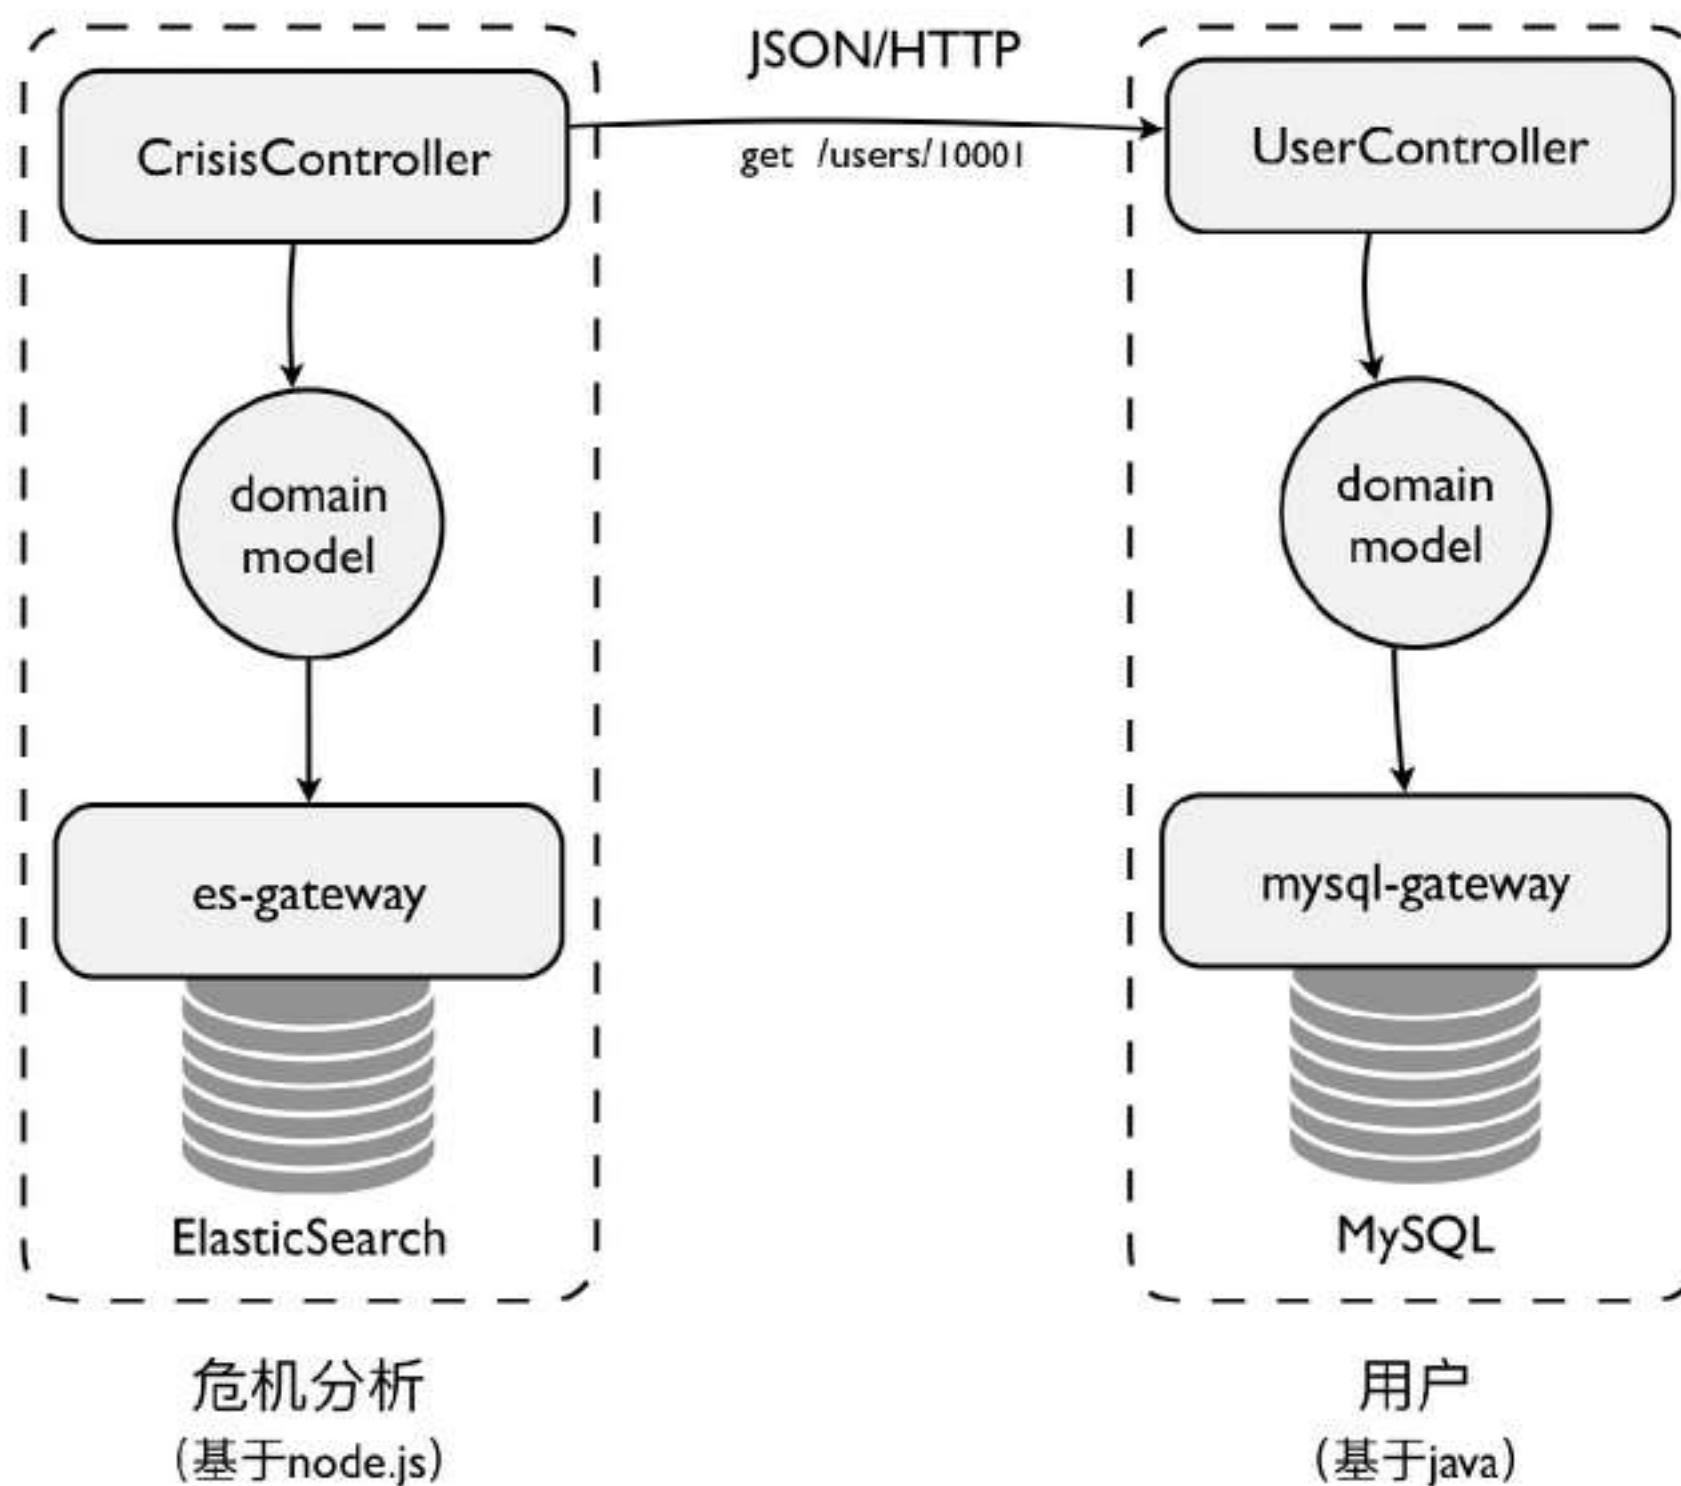 JSON/HTTP
CrisisController
get /users/10001
UserController
domain
model
domain
model
es-gateway
mysql-gateway
ElasticSearch
MySQL
危机分析
(基于node.js)
用户
(基于java)